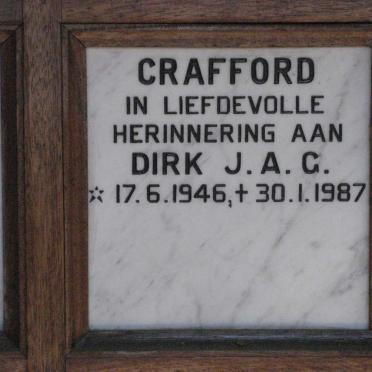 CRAFFORD
IN LIEFDEVOLLE
HERINNERING AAN
DIRK J.A.G.
☆ 17.6.1946,✝30.1.1987